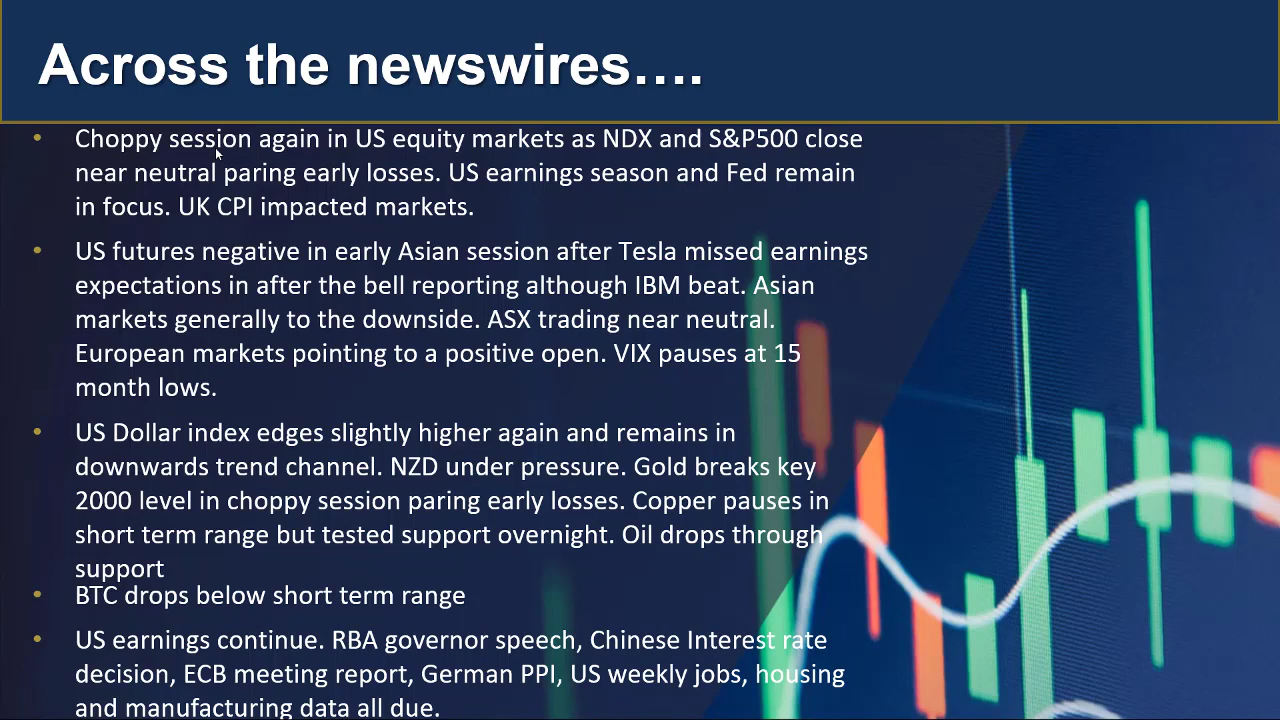 Across the newswires….
• Choppy session again in US equity markets as NDX and S&P500 close
near neutral paring early losses. US earnings season and Fed remain
in focus. UK CPI impacted markets.
• US futures negative in early Asian session after Tesla missed earnings
expectations in after the bell reporting although IBM beat. Asian
markets generally to the downside. ASX trading near neutral.
European markets pointing to a positive open. VIX pauses at 15
month lows.
• US Dollar index edges slightly higher again and remains in
downwards trend channel. NZD under pressure. Gold breaks key
2000 level in choppy session paring early losses. Copper pauses in
short term range but tested support overnight. Oil drops through
support
• BTC drops below short term range
• US earnings continue. RBA governor speech, Chinese Interest rate
decision, ECB meeting report, German PPI, US weekly jobs, housing
and manufacturing data all due.